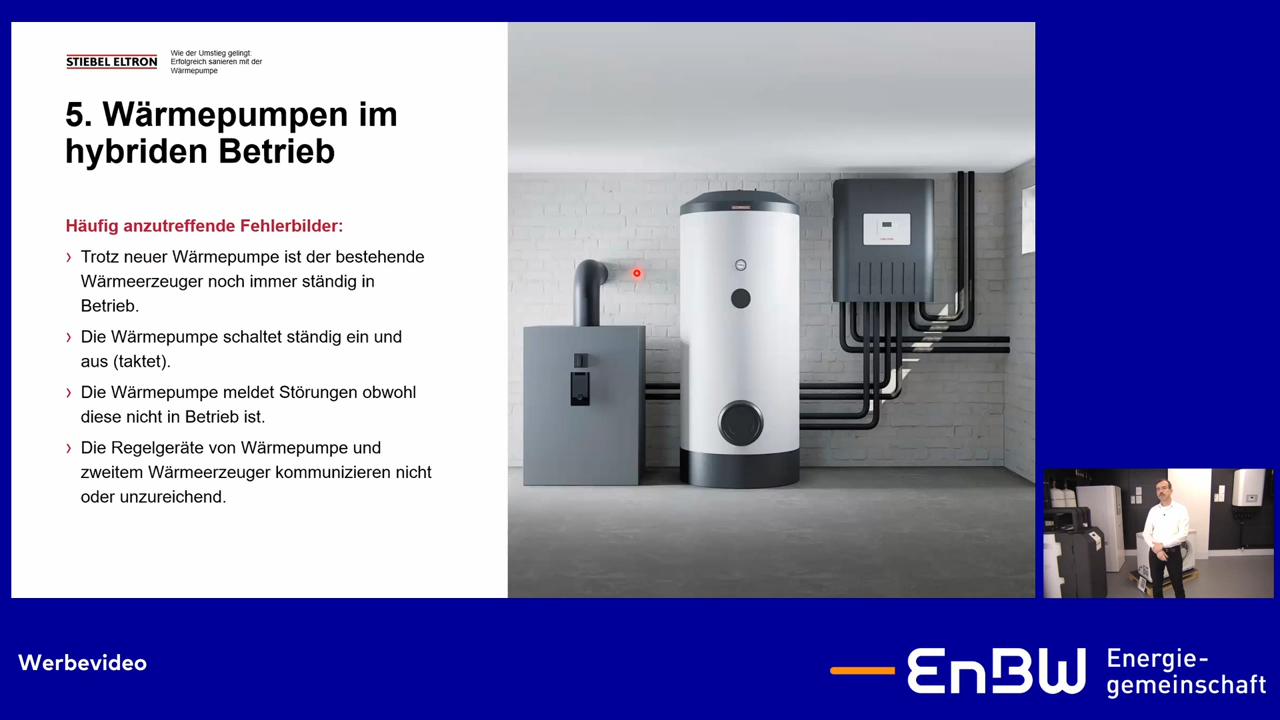 STIEBEL ELTRON
Wie der Umstieg gelingt:
Erfolgreich sanieren mit der
Wärmepumpe
5. Wärmepumpen im
hybriden Betrieb
Häufig anzutreffende Fehlerbilder:
› Trotz neuer Wärmepumpe ist der bestehende
Wärmeerzeuger noch immer ständig in
Betrieb.
› Die Wärmepumpe schaltet ständig ein und
aus (taktet).
› Die Wärmepumpe meldet Störungen obwohl
diese nicht in Betrieb ist.
› Die Regelgeräte von Wärmepumpe und
zweitem Wärmeerzeuger kommunizieren nicht
oder unzureichend.
Werbevideo
EnBW
Energie-
gemeinschaft